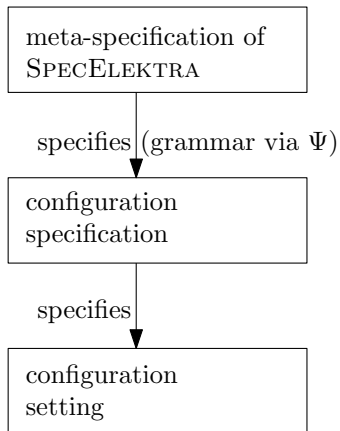 meta-specification of
SPECELEKTRA
specifies (grammar via Ψ)
configuration
specification
specifies
configuration
setting